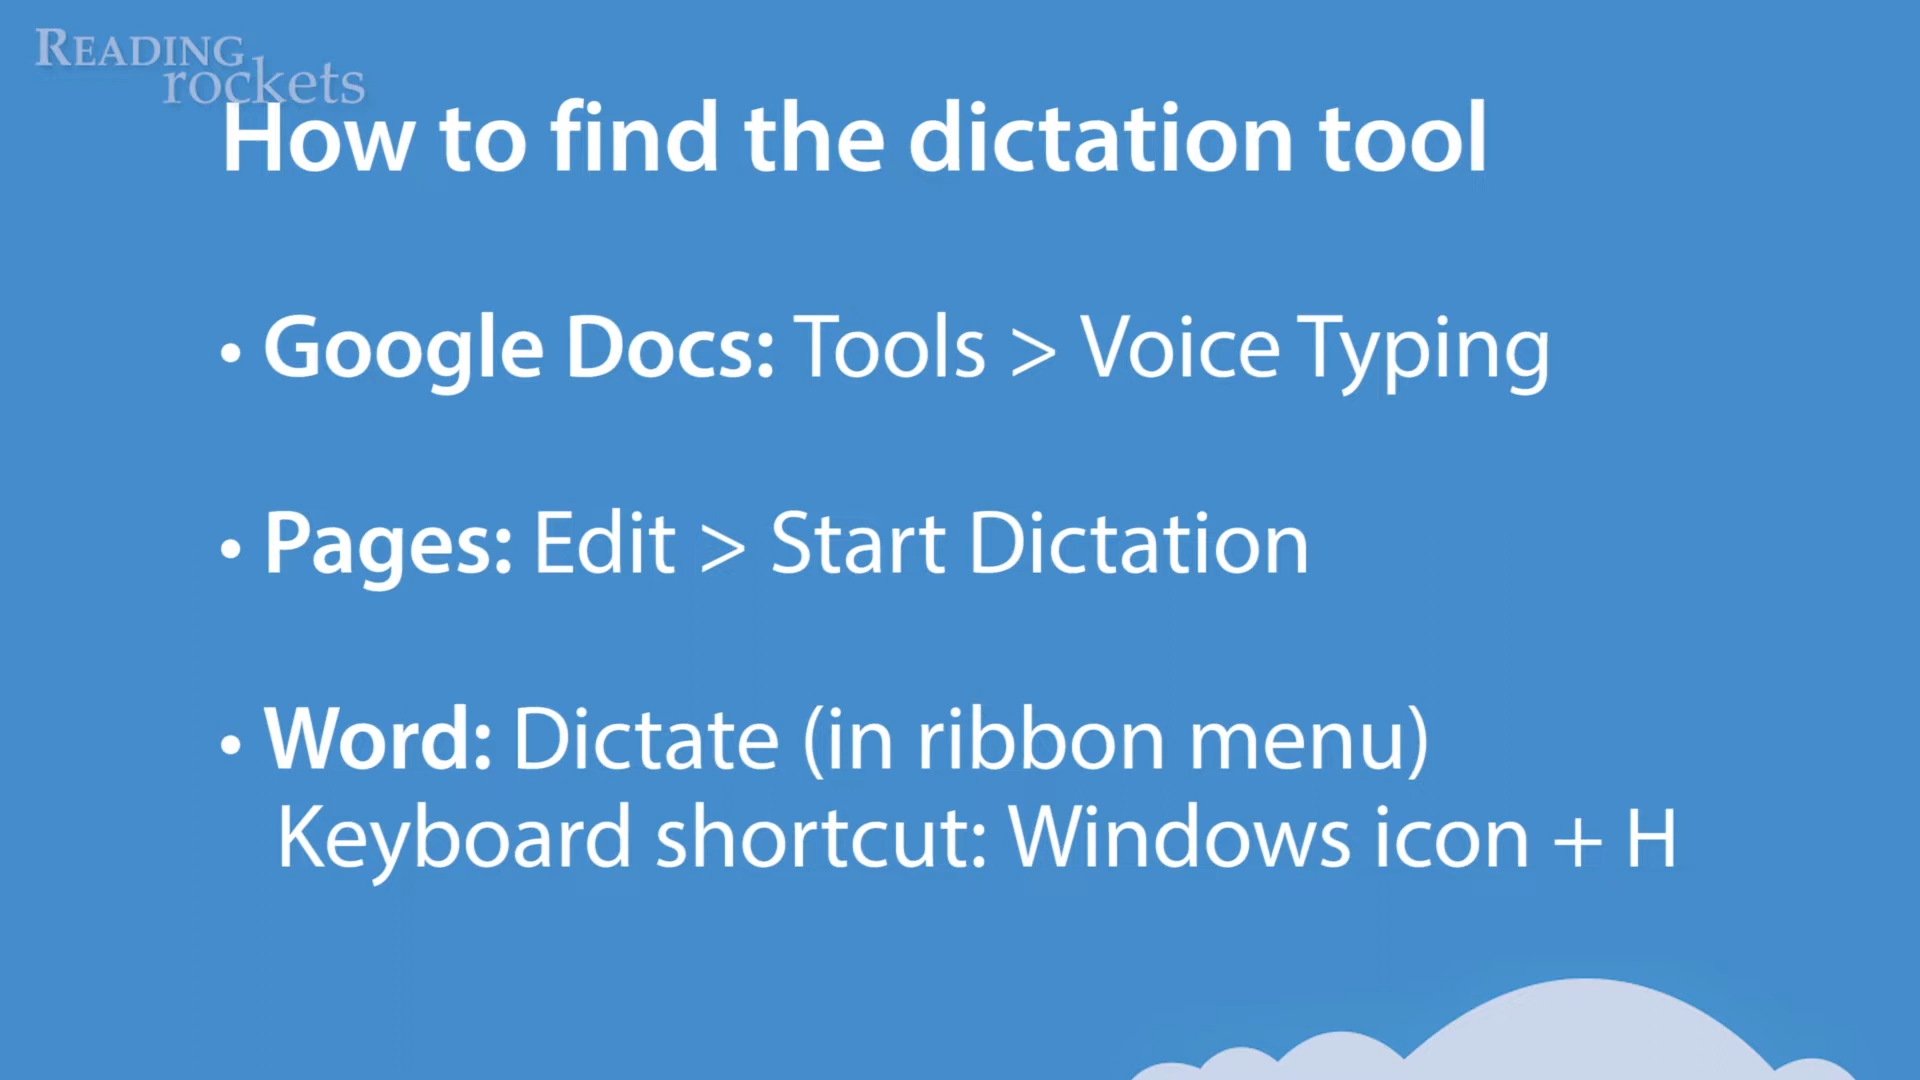 READING
rockets
How to find the dictation tool
• Google Docs: Tools > Voice Typing
• Pages: Edit > Start Dictation
• Word: Dictate (in ribbon menu)
Keyboard shortcut: Windows icon + H